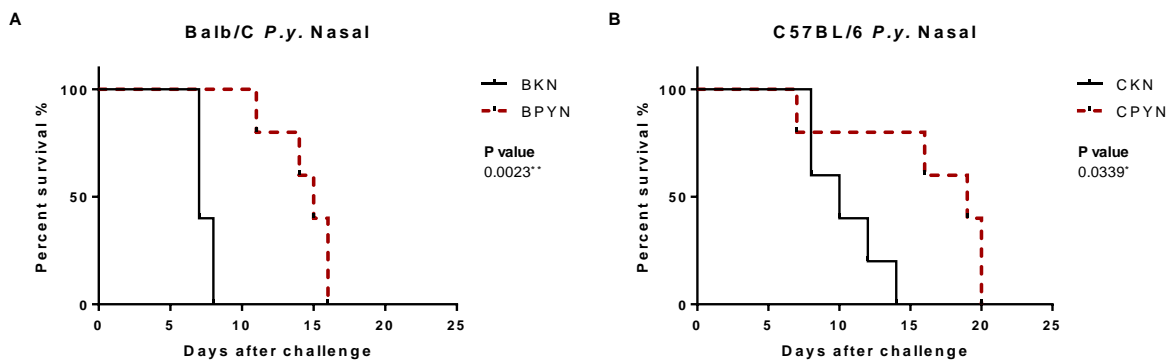 A
Balb/C P.y. Nasal
Percent survival %
100
50
0
0 5 10 15 20 25
Days after challenge
BKN
BPYN
P value
0.0023**
B
C57BL/6 P.y. Nasal
Percent survival %
100
50
0
0 5 10 15 20 25
Days after challenge
CKN
CPYN
P value
0.0339*